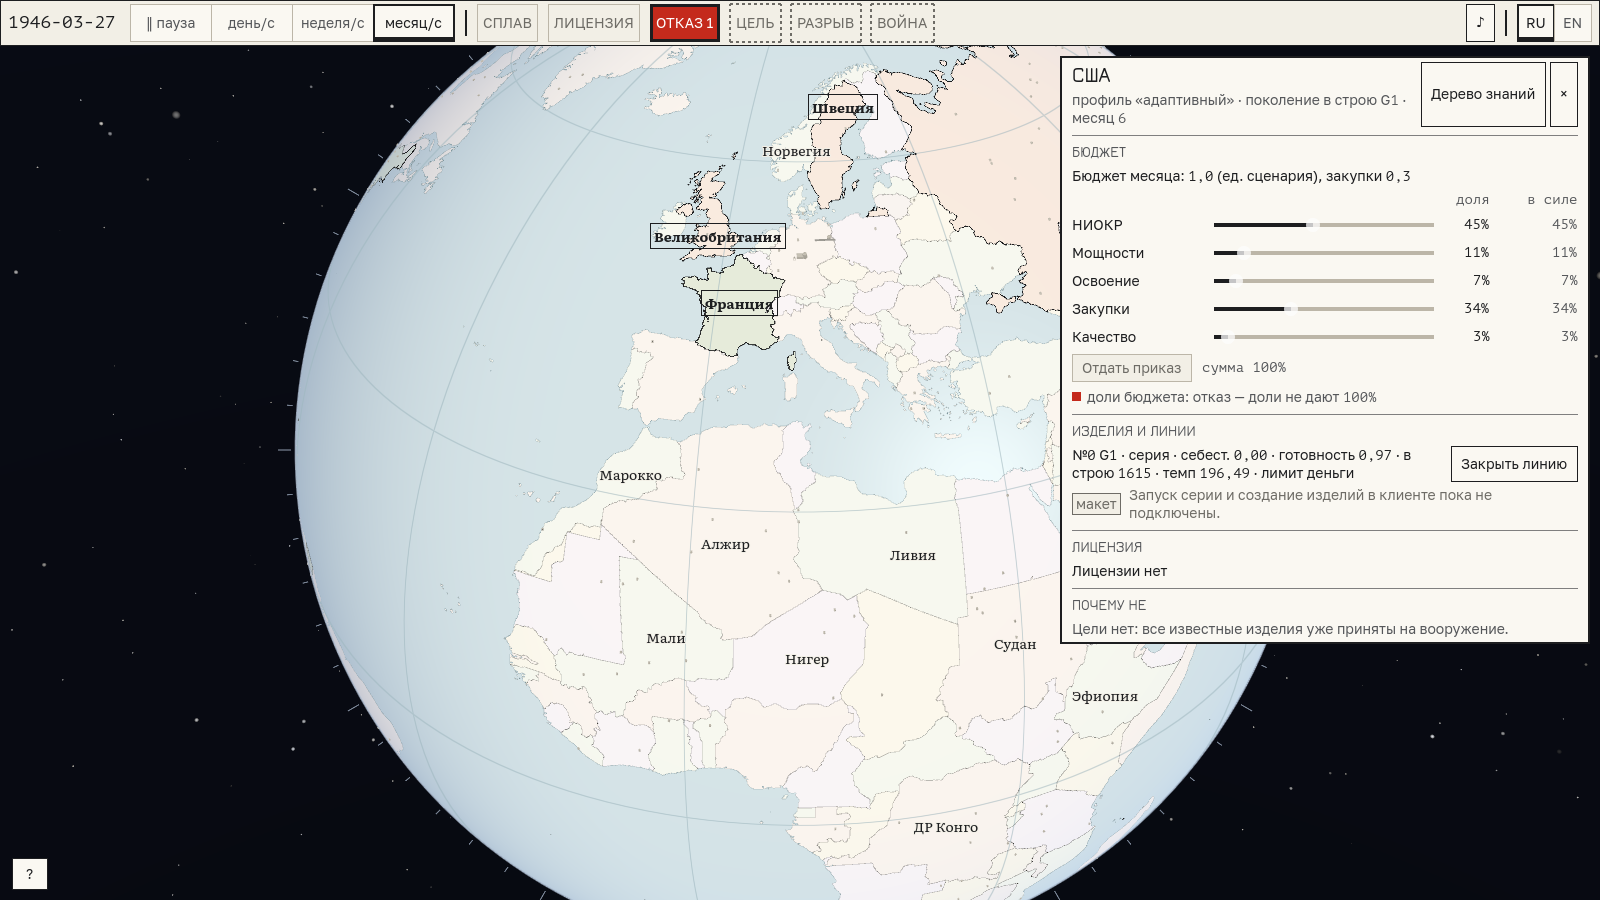 1946-03-27
‖ пауза
день/с
неделя/с
месяц/с
СПЛАВ
ЛИЦЕНЗИЯ
ОТКАЗ 1
ЦЕЛЬ
РАЗРЫВ
ВОЙНА
♪
RU
EN
США
профиль «адаптивный» · поколение в строю G1 ·
месяц 6
Дерево знаний
×
БЮДЖЕТ
Бюджет месяца: 1,0 (ед. сценария), закупки 0,3
доля
в силе
НИОКР 45% 45%
Мощности 11% 11%
Освоение 7% 7%
Закупки 34% 34%
Качество 3% 3%
Отдать приказ
сумма 100%
доли бюджета: отказ — доли не дают 100%
ИЗДЕЛИЯ И ЛИНИИ
№0 G1 · серия · себест. 0,00 · готовность 0,97 · в
строю 1615 · темп 196,49 · лимит деньги
Закрыть линию
макет
Запуск серии и создание изделий в клиенте пока не
подключены.
ЛИЦЕНЗИЯ
Лицензии нет
ПОЧЕМУ НЕ
Цели нет: все известные изделия уже приняты на вооружение.
Швеция
Норвегия
Великобритания
Франция
Марокко
Алжир
Ливия
Мали
Нигер
Судан
Эфиопия
ДР Конго
?